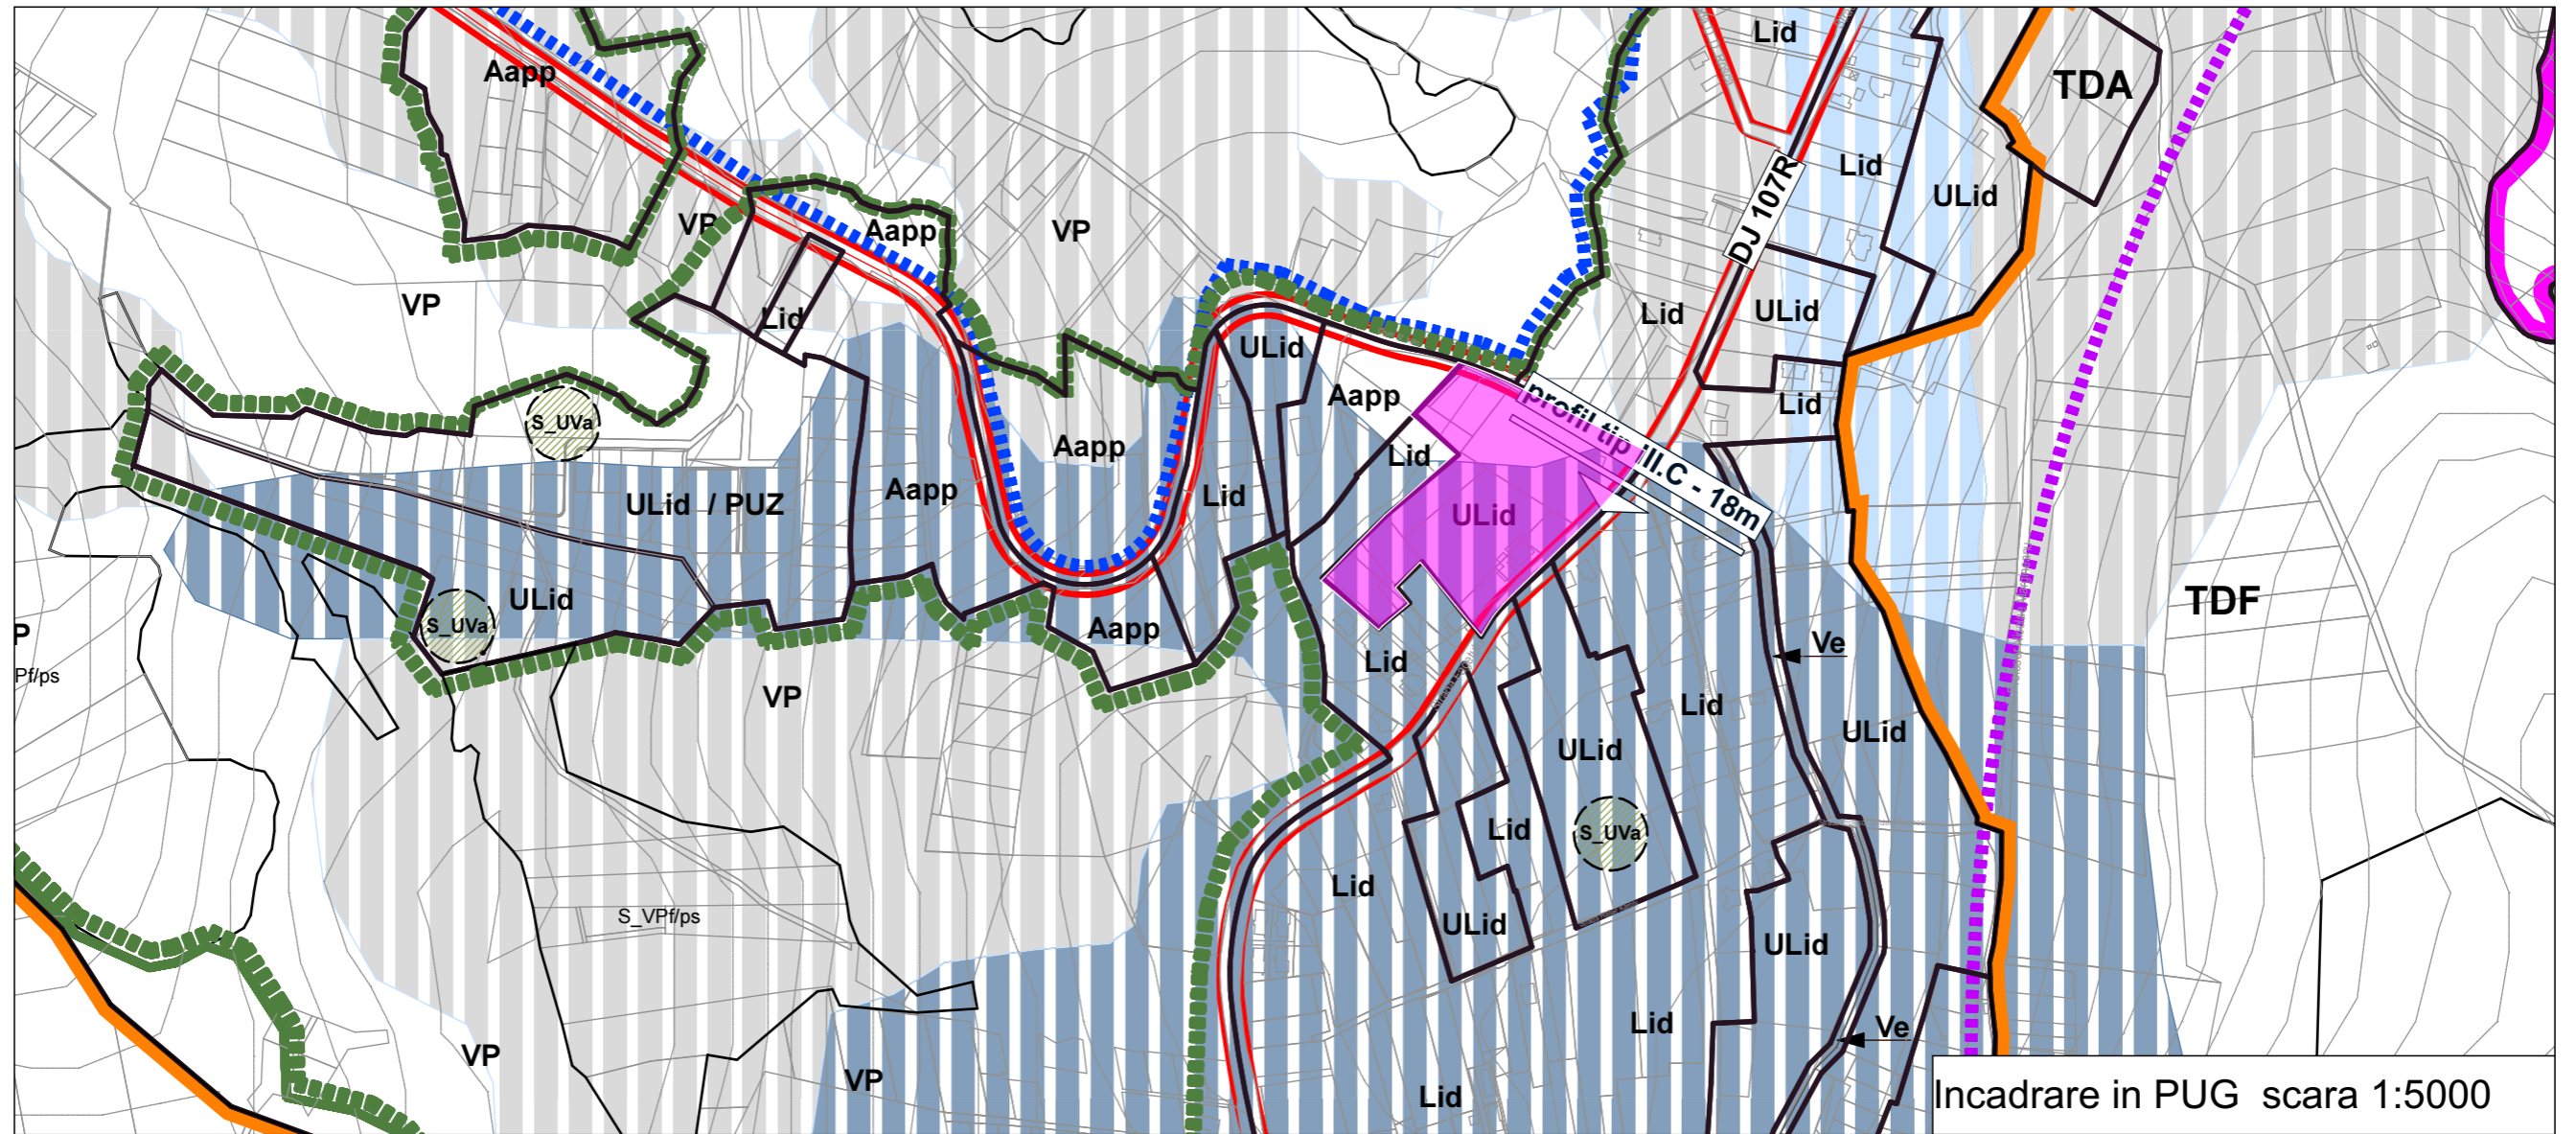 Lid
Aapp
TDA
Lid
DJ 107R
ULid
VP
Aapp
VP
VP
Lid
Lid
ULid
ULid
Aapp
Lid
profil tip III.C - 18m
S_UVa
Aapp
Lid
ULid / PUZ
Aapp
Lid
ULid
ULid
S_UVa
Aapp
TDF
P
Pf/ps
Lid
Ve
VP
Lid
ULid
ULid
Lid
S_UVa
Lid
S_VPf/ps
ULid
ULid
Lid
Ve
VP
VP
Lid
Incadrare in PUG scara 1:5000